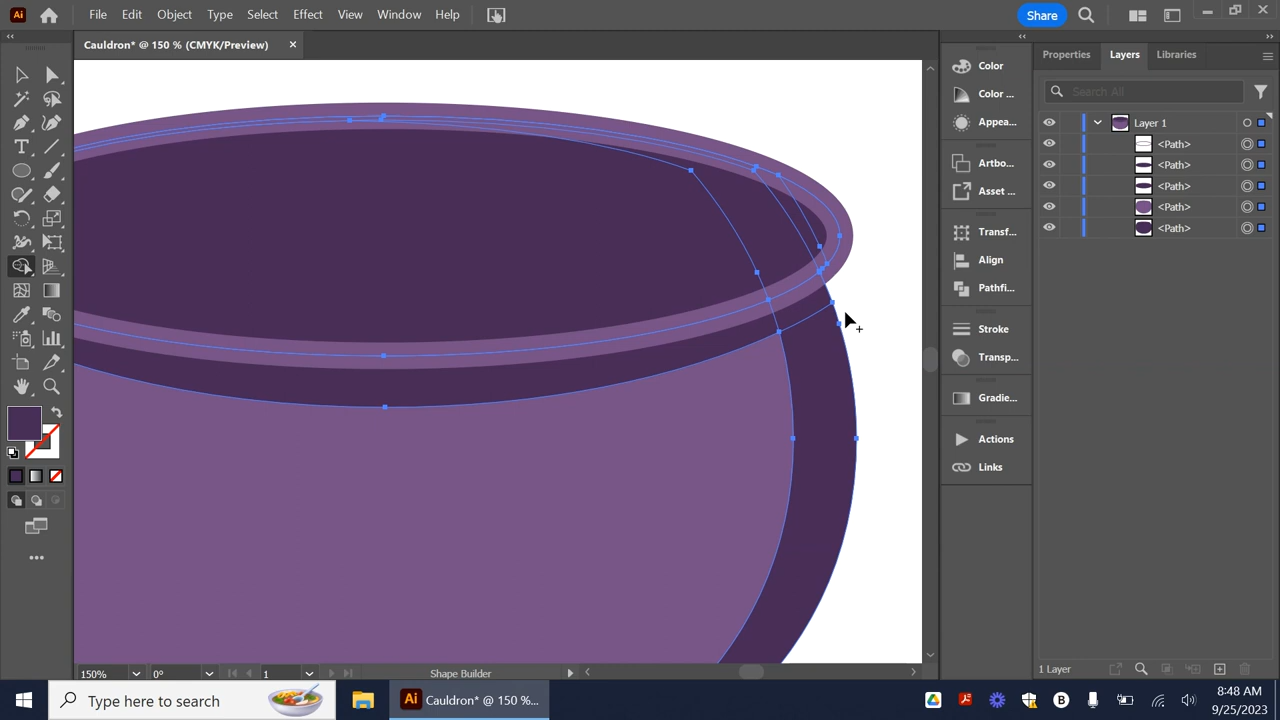 Ai File Edit Object Type Select Effect View Window Help Share
Cauldron* @ 150 % (CMYK/Preview) ×
Color
Color ...
Appea...
Artbo...
Asset ...
Transf...
Align
Pathfi...
Stroke
Transp...
Gradie...
Actions
Links
Properties Layers Libraries
Search All
Layer 1
<Path>
<Path>
<Path>
<Path>
<Path>
1 Layer
150% 0° 1 Shape Builder
Type here to search
Ai Cauldron* @ 150 %...
8:48 AM
9/25/2023